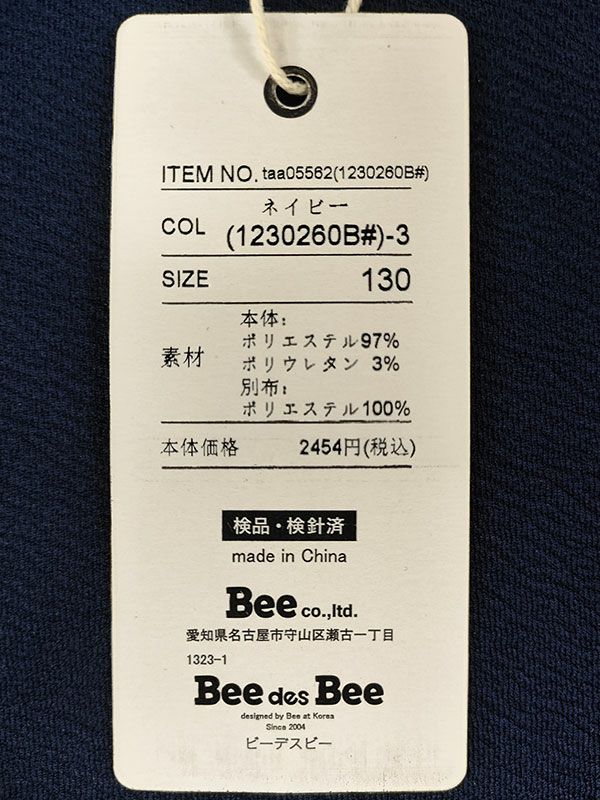 ITEM NO. taa05562(1230260B#)
ネイビー
COL (1230260B#)-3
SIZE 130
本体:
ポリエステル97%
素材 ポリウレタン 3%
別布:
ポリエステル100%
本体価格 2454円(税込)
検品・検針済
made in China
Bee co.,ltd.
愛知県名古屋市守山区瀬古一丁目
1323-1
Bee des Bee
designed by Bee at Korea
Since 2004
ビーデスビー